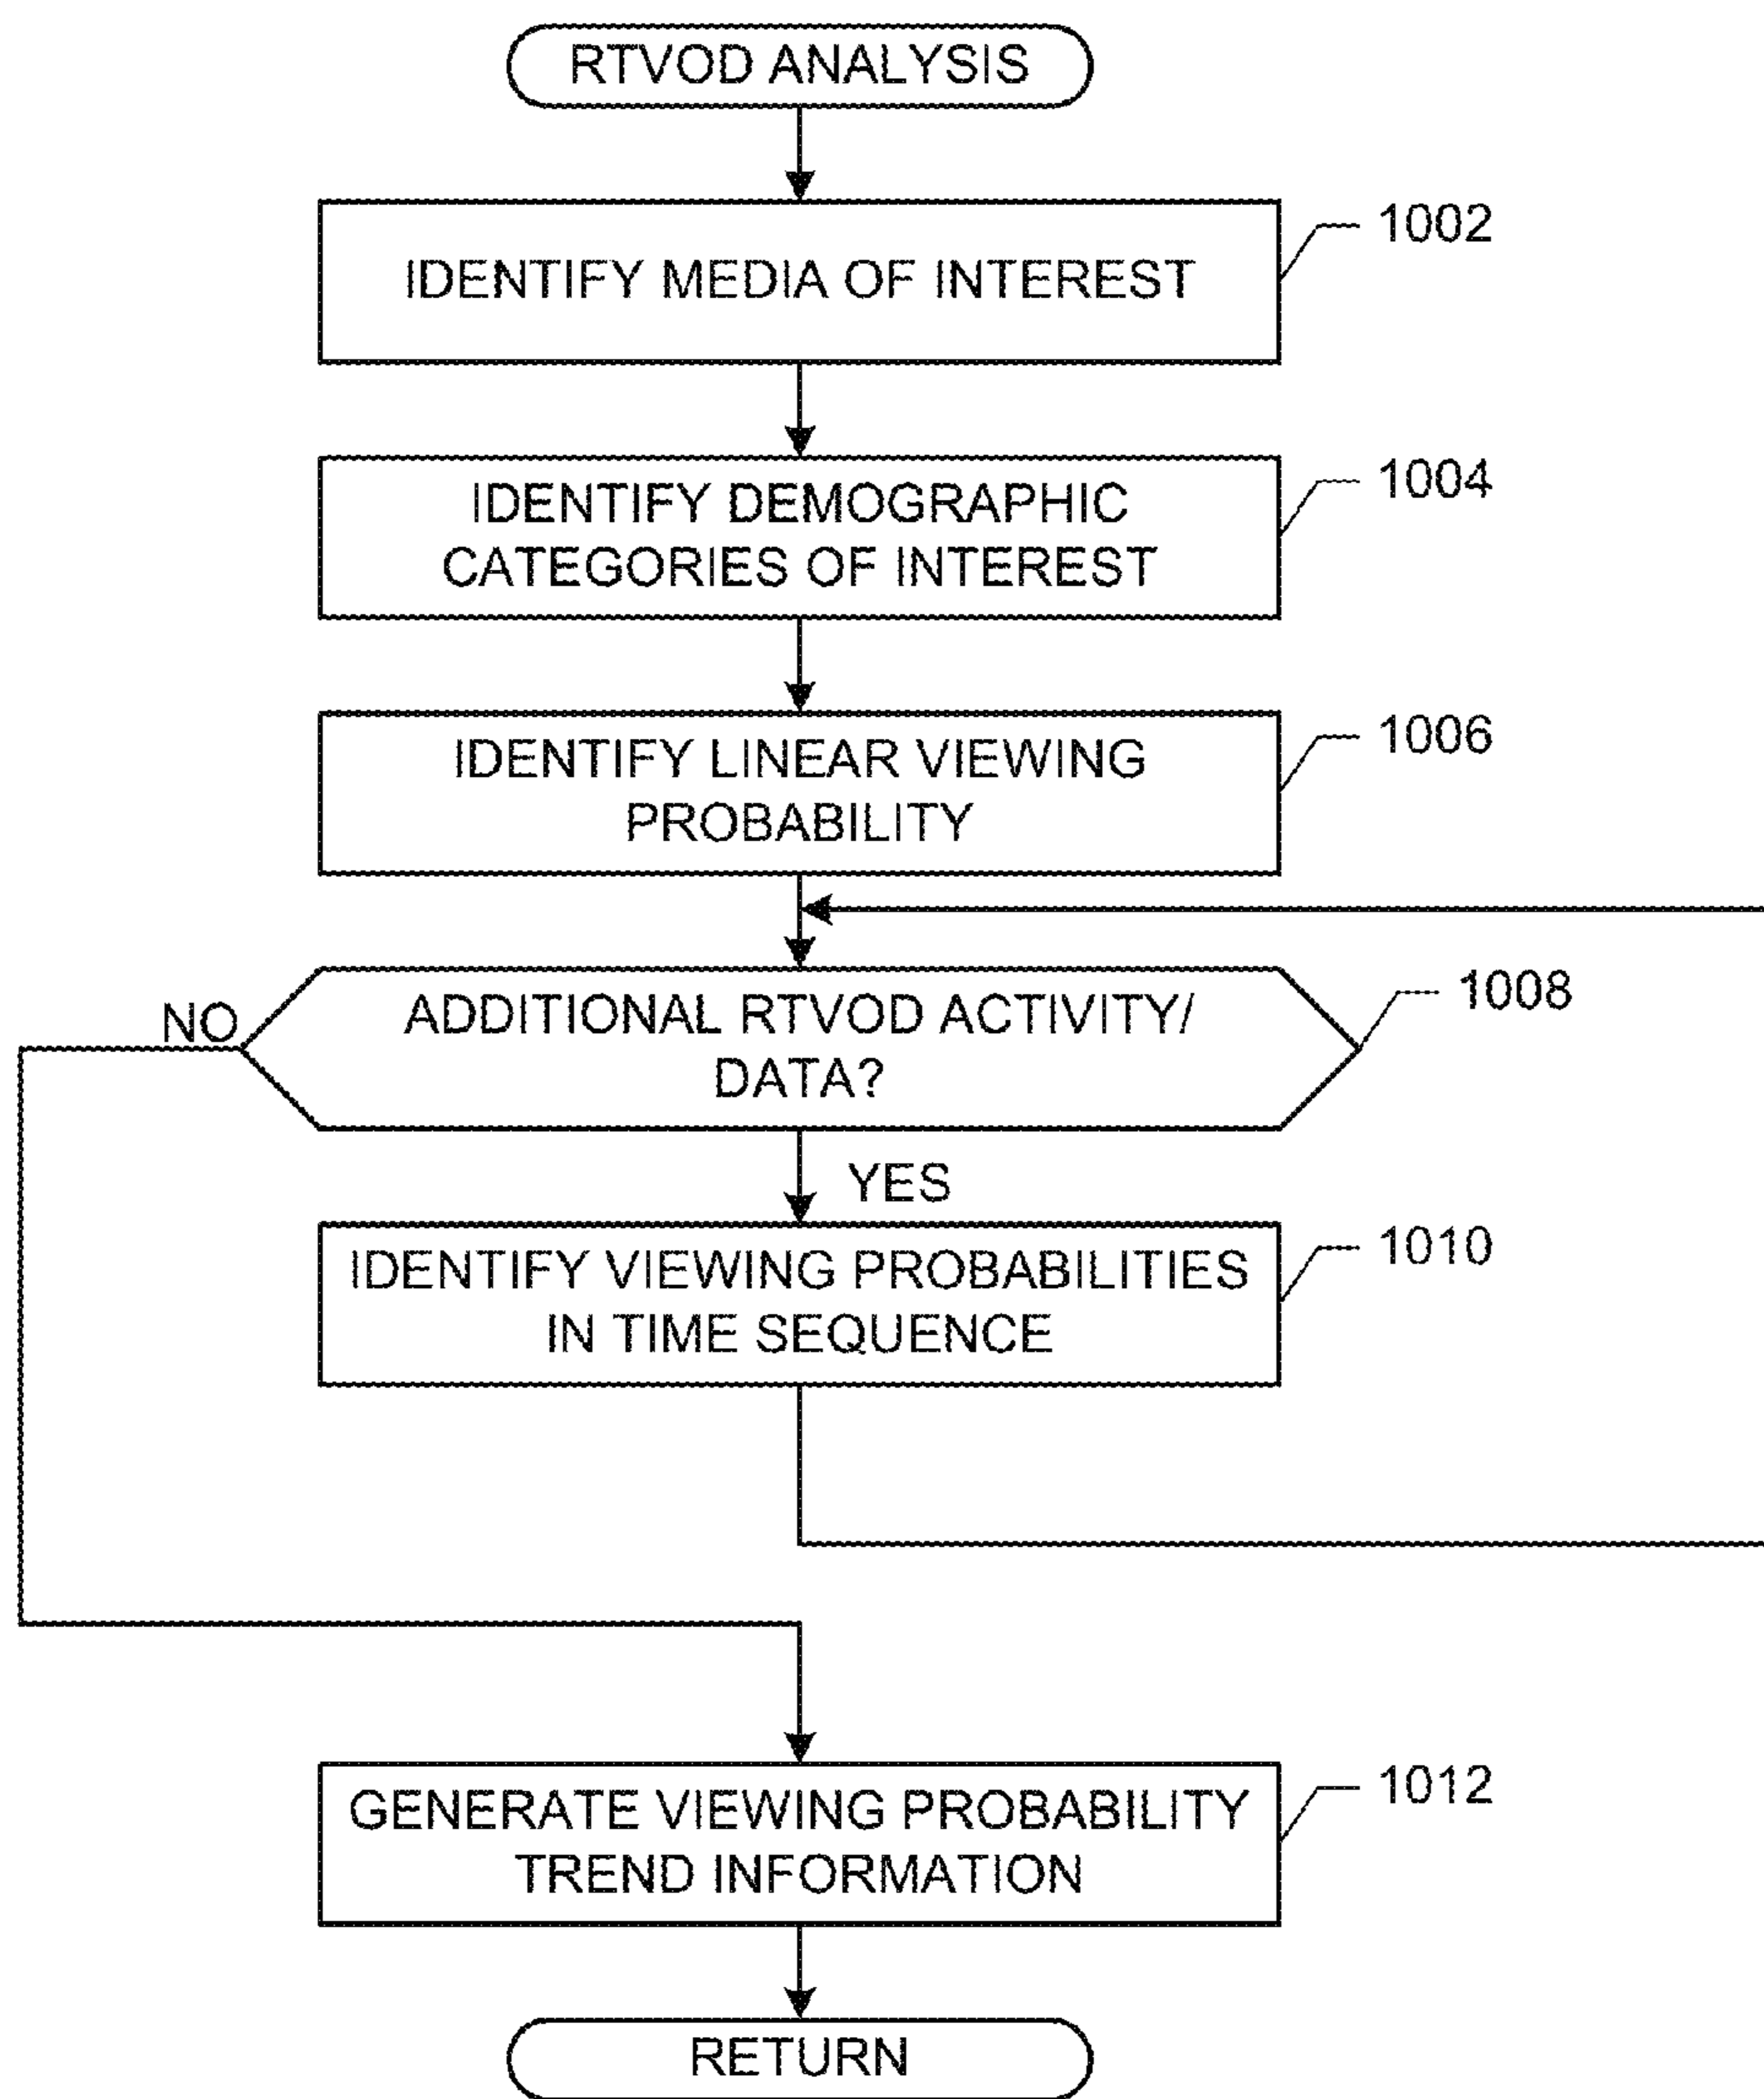 RTVOD ANALYSIS
IDENTIFY MEDIA OF INTEREST
1002
IDENTIFY DEMOGRAPHIC
CATEGORIES OF INTEREST
1004
IDENTIFY LINEAR VIEWING
PROBABILITY
1006
NO
ADDITIONAL RTVOD ACTIVITY/
DATA?
1008
YES
IDENTIFY VIEWING PROBABILITIES
IN TIME SEQUENCE
1010
GENERATE VIEWING PROBABILITY
TREND INFORMATION
1012
RETURN